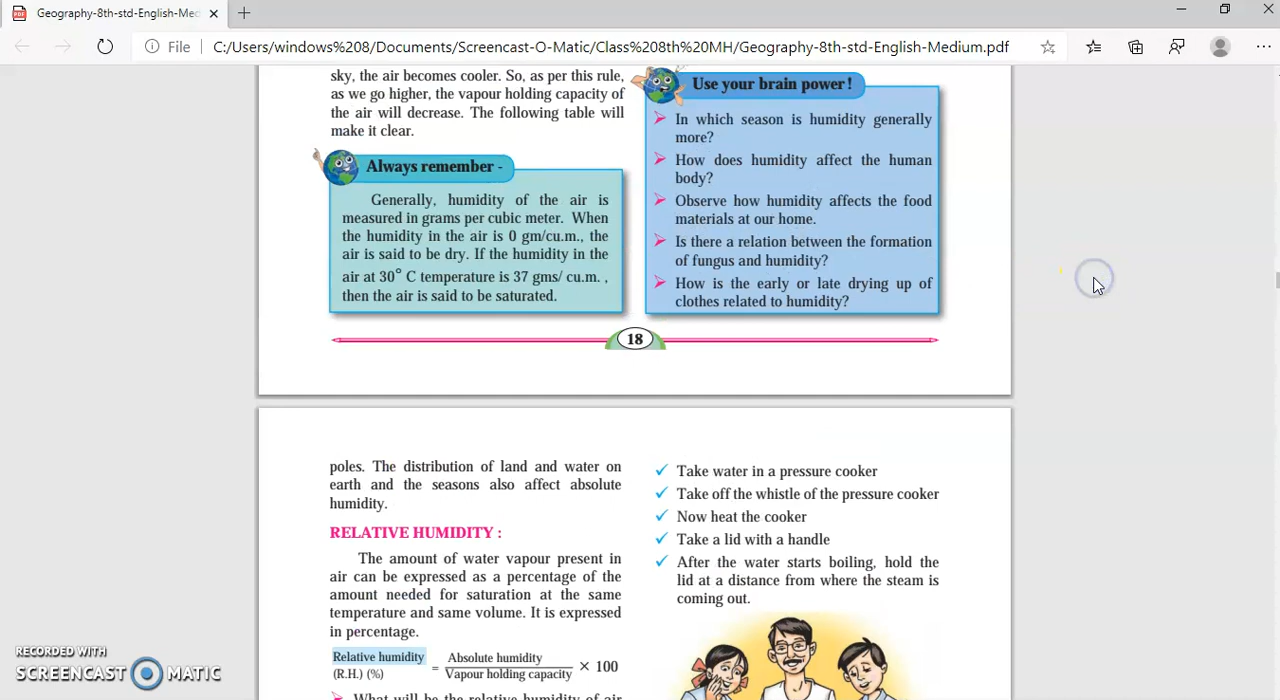 Geography-8th-std-English-Med
File
C:/Users/windows%208/Documents/Screencast-O-Matic/Class%208th%20MH/Geography-8th-std-English-Medium.pdf
sky, the air becomes cooler. So, as per this rule,
as we go higher, the vapour holding capacity of
the air will decrease. The following table will
make it clear.
Always remember -
Generally, humidity of the air is
measured in grams per cubic meter. When
the humidity in the air is 0 gm/cu.m., the
air is said to be dry. If the humidity in the
air at 30° C temperature is 37 gms/ cu.m. ,
then the air is said to be saturated.
Use your brain power !
➤ In which season is humidity generally
more?
➤ How does humidity affect the human
body?
➤ Observe how humidity affects the food
materials at our home.
➤ Is there a relation between the formation
of fungus and humidity?
➤ How is the early or late drying up of
clothes related to humidity?
18
poles. The distribution of land and water on
earth and the seasons also affect absolute
humidity.
RELATIVE HUMIDITY :
The amount of water vapour present in
air can be expressed as a percentage of the
amount needed for saturation at the same
temperature and same volume. It is expressed
in percentage.
Relative humidity
(R.H.) (%)
= Absolute humidity
Vapour holding capacity
× 100
➤ What will be the relative humidity of air
✓ Take water in a pressure cooker
✓ Take off the whistle of the pressure cooker
✓ Now heat the cooker
✓ Take a lid with a handle
✓ After the water starts boiling, hold the
lid at a distance from where the steam is
coming out.
RECORDED WITH
SCREENCAST MATIC